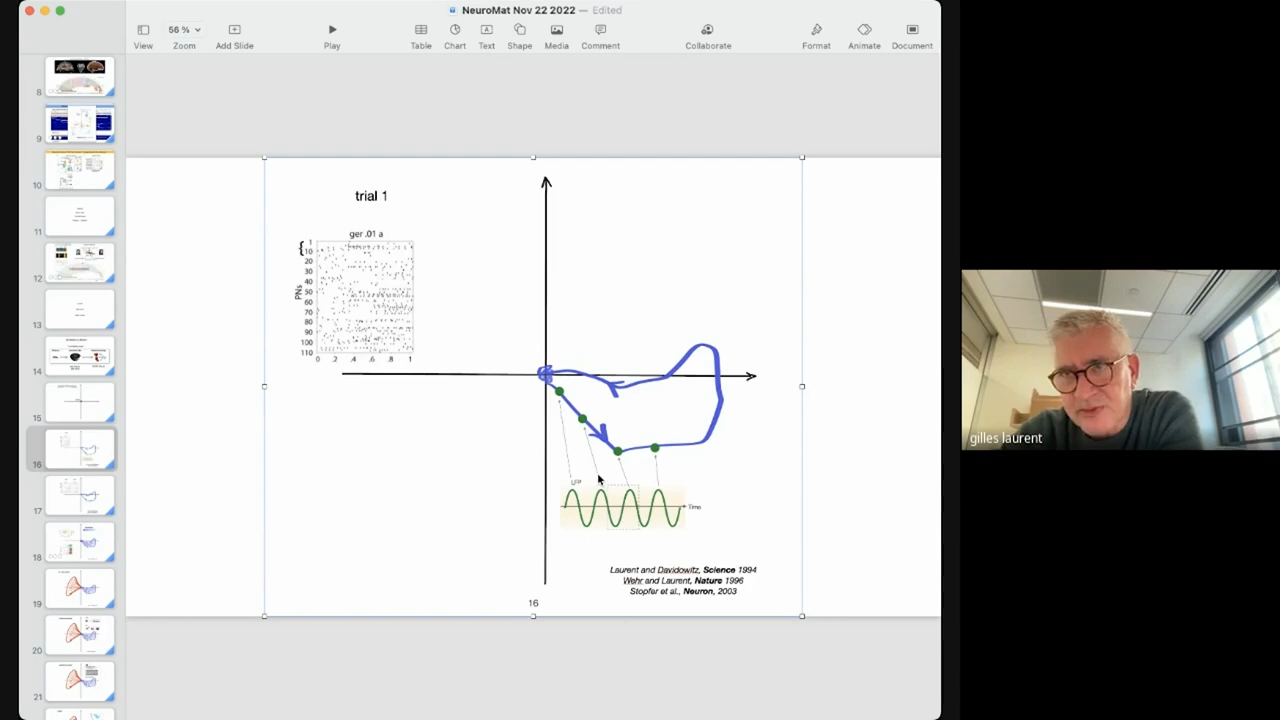 NeuroMat Nov 22 2022 — Edited
56 %
View
Zoom
Add Slide
Play
Table
Chart
Text
Shape
Media
Comment
Collaborate
Format
Animate
Document
8
9
10
11
12
13
14
15
16
17
18
19
20
21
trial 1
ger .01 a
{
1
10
20
30
40
50
60
70
80
90
100
110
PNs
0 .2 .4 .6 .8 1
LFP
Time
Laurent and Davidowitz, Science 1994
Wehr and Laurent, Nature 1996
Stopfer et al., Neuron, 2003
16
gilles laurent